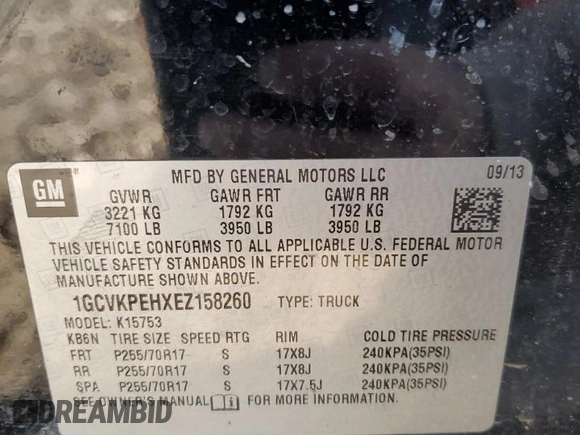 MFD BY GENERAL MOTORS LLC 09/13
GM
GVWR GAWR FRT GAWR RR
3221 KG 1792 KG 1792 KG
7100 LB 3950 LB 3950 LB
THIS VEHICLE CONFORMS TO ALL APPLICABLE U.S. FEDERAL MOTOR
VEHICLE SAFETY STANDARDS IN EFFECT ON THE DATE OF
MANUFACTURE SHOWN ABOVE.
1GCVKPEHXEZ158260 TYPE: TRUCK
MODEL: K15753
KB6N TIRE SIZE SPEED RTG RIM COLD TIRE PRESSURE
FRT P255/70R17 S 17X8J 240KPA(35PSI)
RR P255/70R17 S 17X8J 240KPA(35PSI)
SPA P255/70R17 S 17X7.5J 240KPA(35PSI)
SEE OWNER'S MANUAL FOR MORE INFORMATION.
DREAMBID